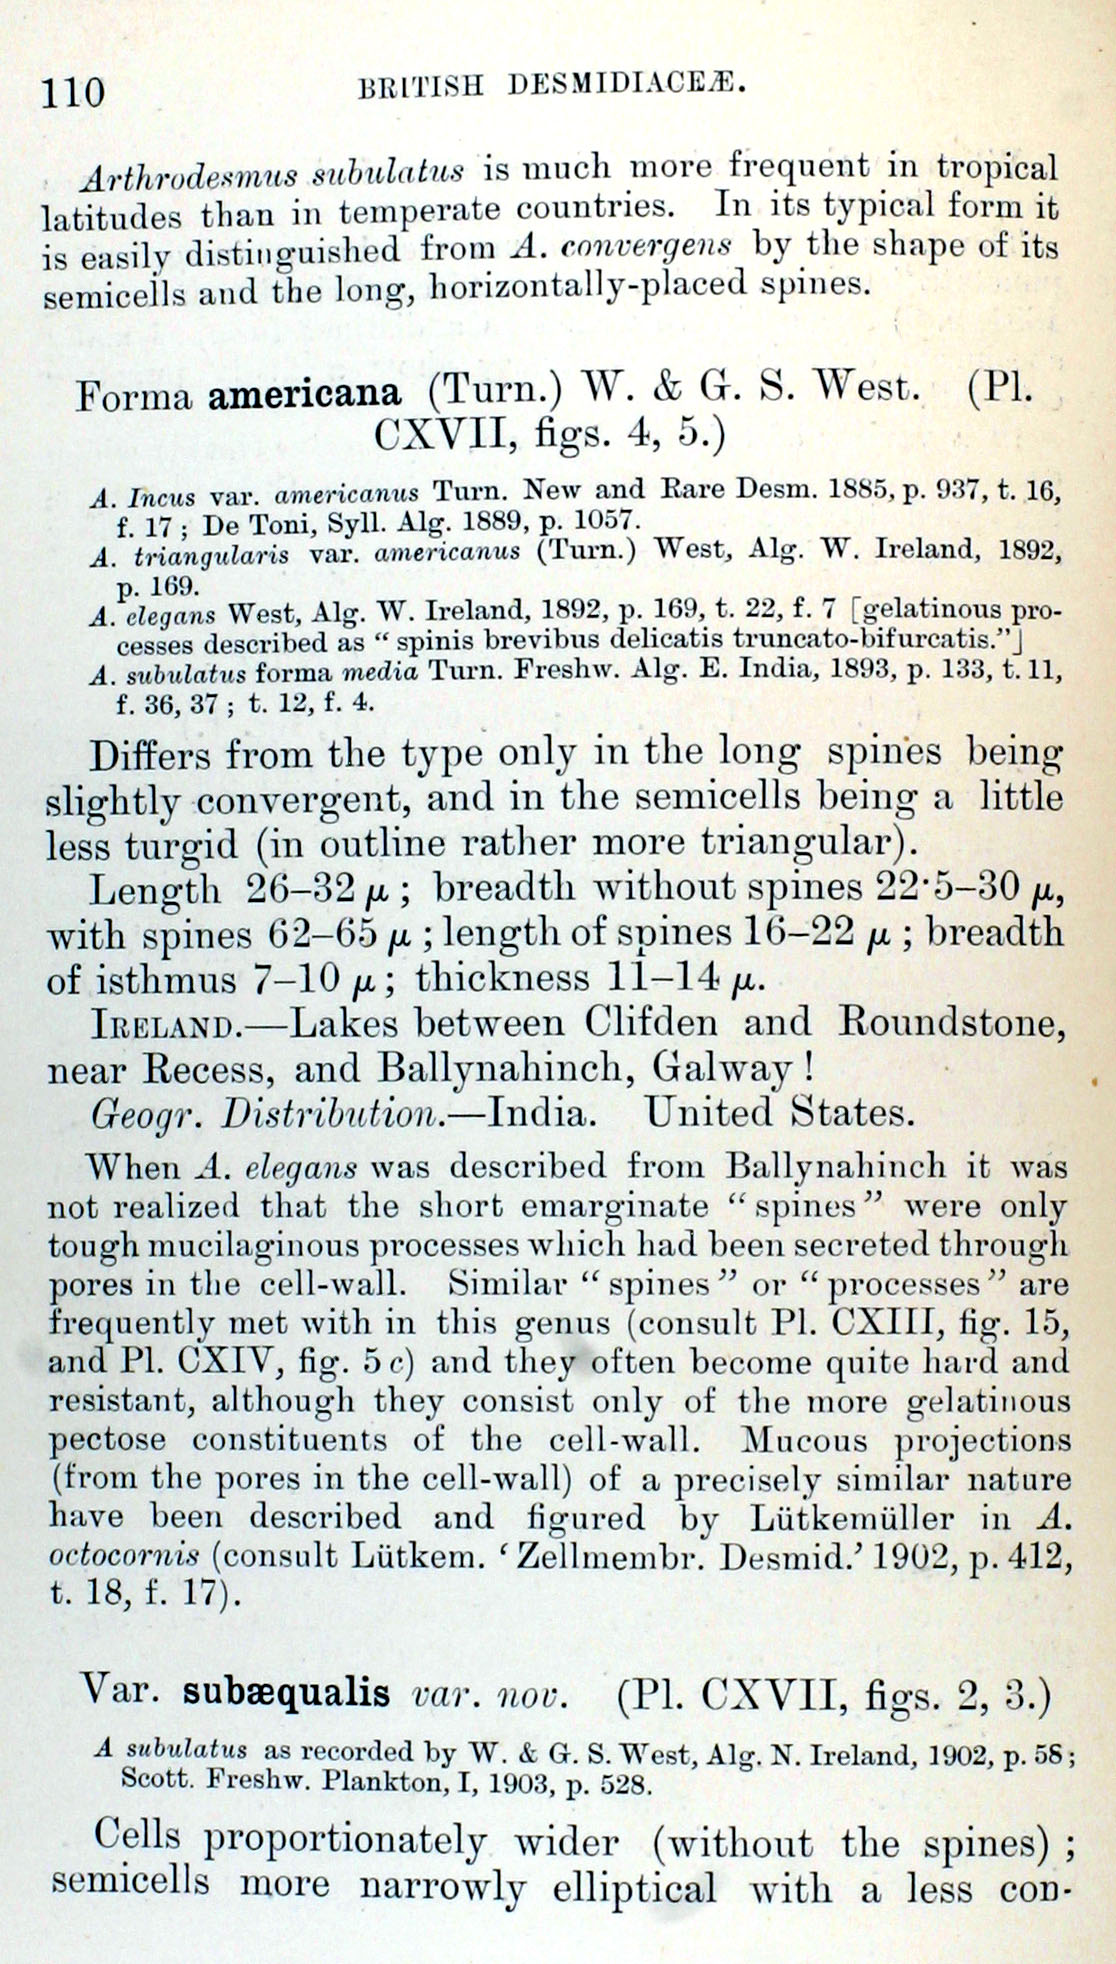 110
BRITISH DESMIDIACEÆ.
Arthrodesmus subulatus is much more frequent in tropical
latitudes than in temperate countries. In its typical form it
is easily distinguished from A. convergens by the shape of its
semicells and the long, horizontally-placed spines.
Forma americana (Turn.) W. & G. S. West. (Pl.
CXVII, figs. 4, 5.)
A. Incus var. americanus Turn. New and Rare Desm. 1885, p. 937, t. 16,
f. 17 ; De Toni, Syll. Alg. 1889, p. 1057.
A. triangularis var. americanus (Turn.) West, Alg. W. Ireland, 1892,
p. 169.
A. elegans West, Alg. W. Ireland, 1892, p. 169, t. 22, f. 7 [gelatinous pro-
cesses described as “ spinis brevibus delicatis truncato-bifurcatis.”]
A. subulatus forma media Turn. Freshw. Alg. E. India, 1893, p. 133, t. 11,
f. 36, 37 ; t. 12, f. 4.
Differs from the type only in the long spines being
slightly convergent, and in the semicells being a little
less turgid (in outline rather more triangular).
Length 26–32 μ ; breadth without spines 22·5–30 μ,
with spines 62–65 μ ; length of spines 16–22 μ ; breadth
of isthmus 7–10 μ ; thickness 11–14 μ.
IRELAND.—Lakes between Clifden and Roundstone,
near Recess, and Ballynahinch, Galway !
Geogr. Distribution.—India. United States.
When A. elegans was described from Ballynahinch it was
not realized that the short emarginate “ spines ” were only
tough mucilaginous processes which had been secreted through
pores in the cell-wall. Similar “ spines ” or “ processes ” are
frequently met with in this genus (consult Pl. CXIII, fig. 15,
and Pl. CXIV, fig. 5 c) and they often become quite hard and
resistant, although they consist only of the more gelatinous
pectose constituents of the cell-wall. Mucous projections
(from the pores in the cell-wall) of a precisely similar nature
have been described and figured by Lütkemüller in A.
octocornis (consult Lütkem. ‘ Zellmembr. Desmid.’ 1902, p. 412,
t. 18, f. 17).
Var. subæqualis var. nov. (Pl. CXVII, figs. 2, 3.)
A subulatus as recorded by W. & G. S. West, Alg. N. Ireland, 1902, p. 58 ;
Scott. Freshw. Plankton, I, 1903, p. 528.
Cells proportionately wider (without the spines) ;
semicells more narrowly elliptical with a less con-